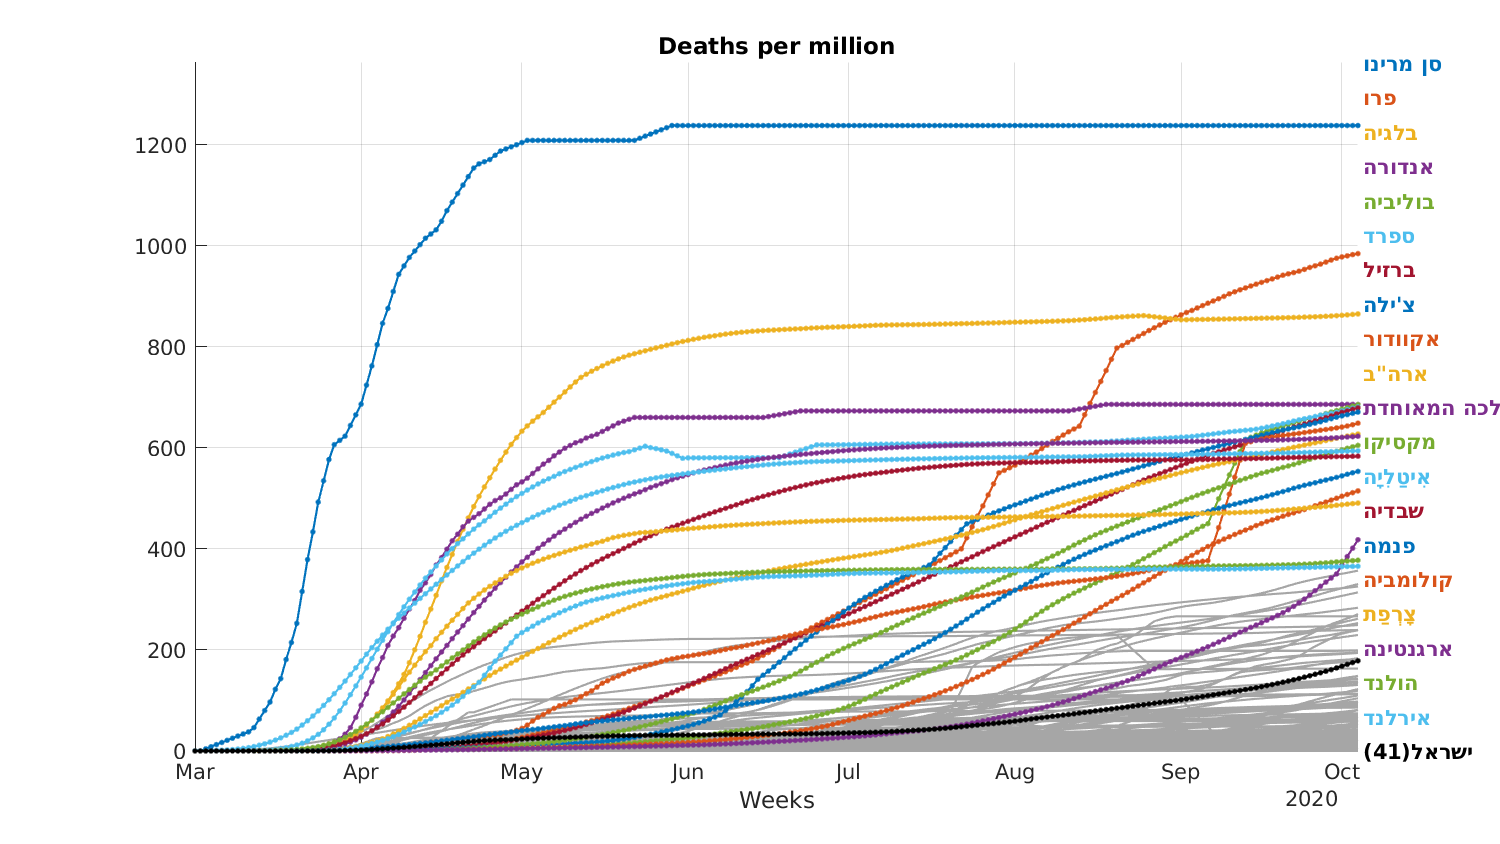 Deaths per million
1200
1000
800
600
400
200
0
Mar Apr May Jun Jul Aug Sep Oct
2020
Weeks
סן מרינו
פרו
בלגיה
אנדורה
בוליביה
ספרד
ברזיל
צ'ילה
אקוודור
ארה"ב
לכה המאוחדת
מקסיקו
אִיטַלְיָה
שבדיה
פנמה
קולומביה
צָרְפַת
ארגנטינה
הולנד
אירלנד
ישראל(41)